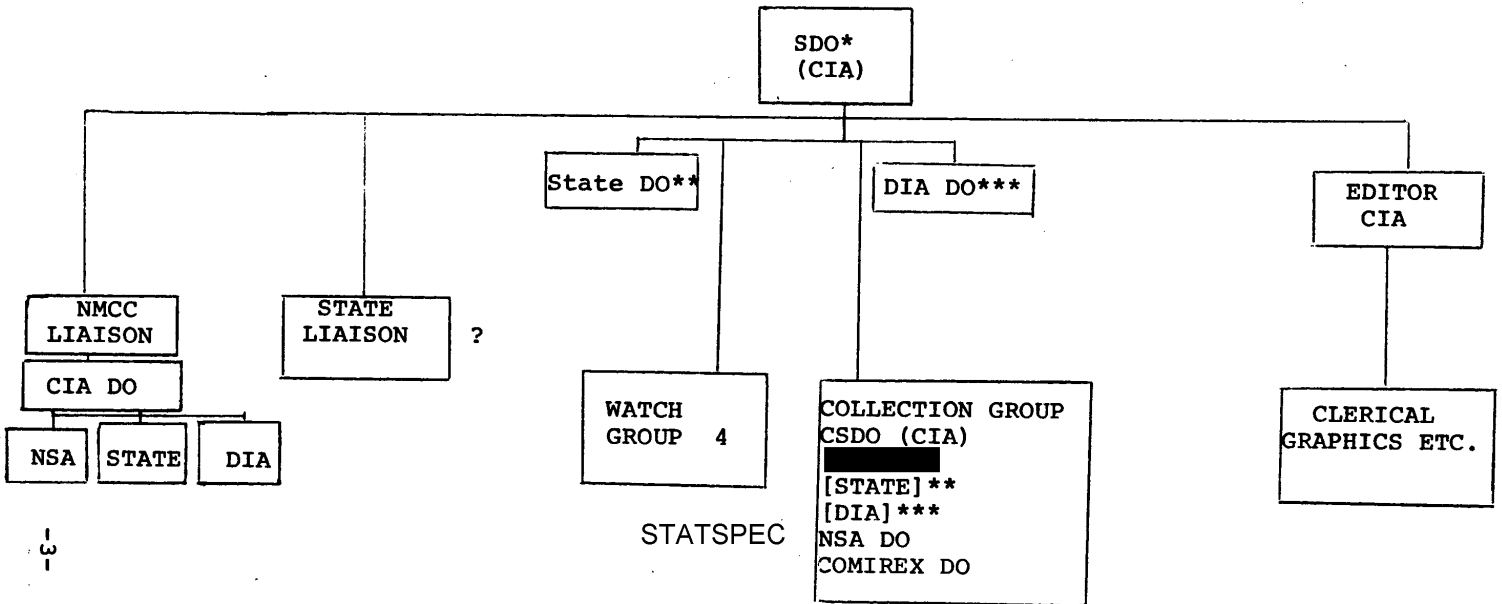 SDO*
(CIA)
State DO**
DIA DO***
EDITOR
CIA
NMCC
LIAISON
STATE
LIAISON
?
CIA DO
NSA
STATE
DIA
WATCH
GROUP 4
COLLECTION GROUP
CSDO (CIA)
[STATE]**
[DIA]***
NSA DO
COMIREX DO
CLERICAL
GRAPHICS ETC.
STATSPEC
-3-